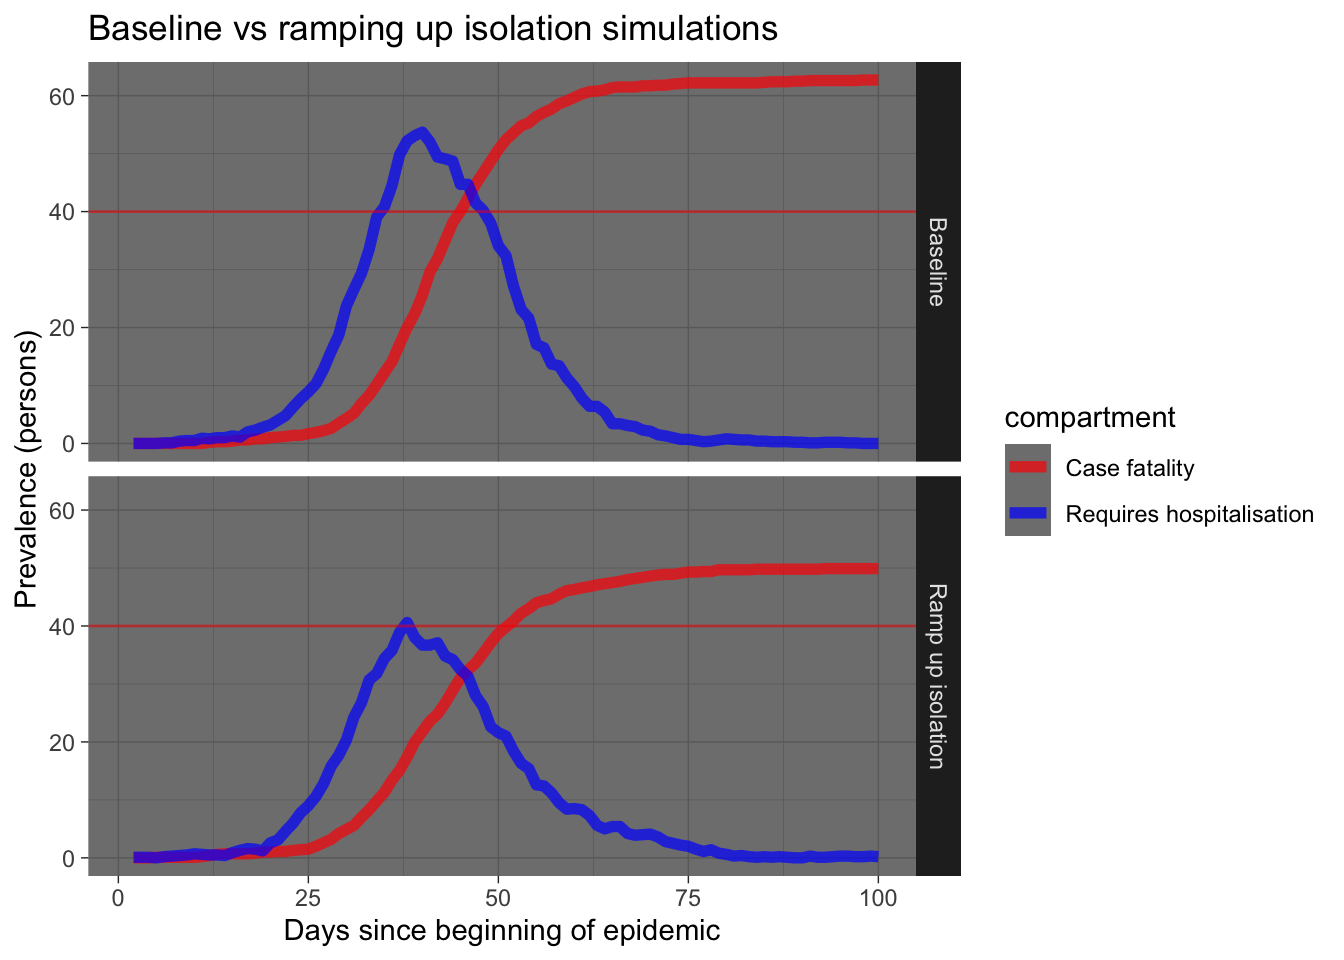 Baseline vs ramping up isolation simulations
Prevalence (persons)
60
40
20
0
Baseline
60
40
20
0
Ramp up isolation
0 25 50 75 100
Days since beginning of epidemic
compartment
Case fatality
Requires hospitalisation